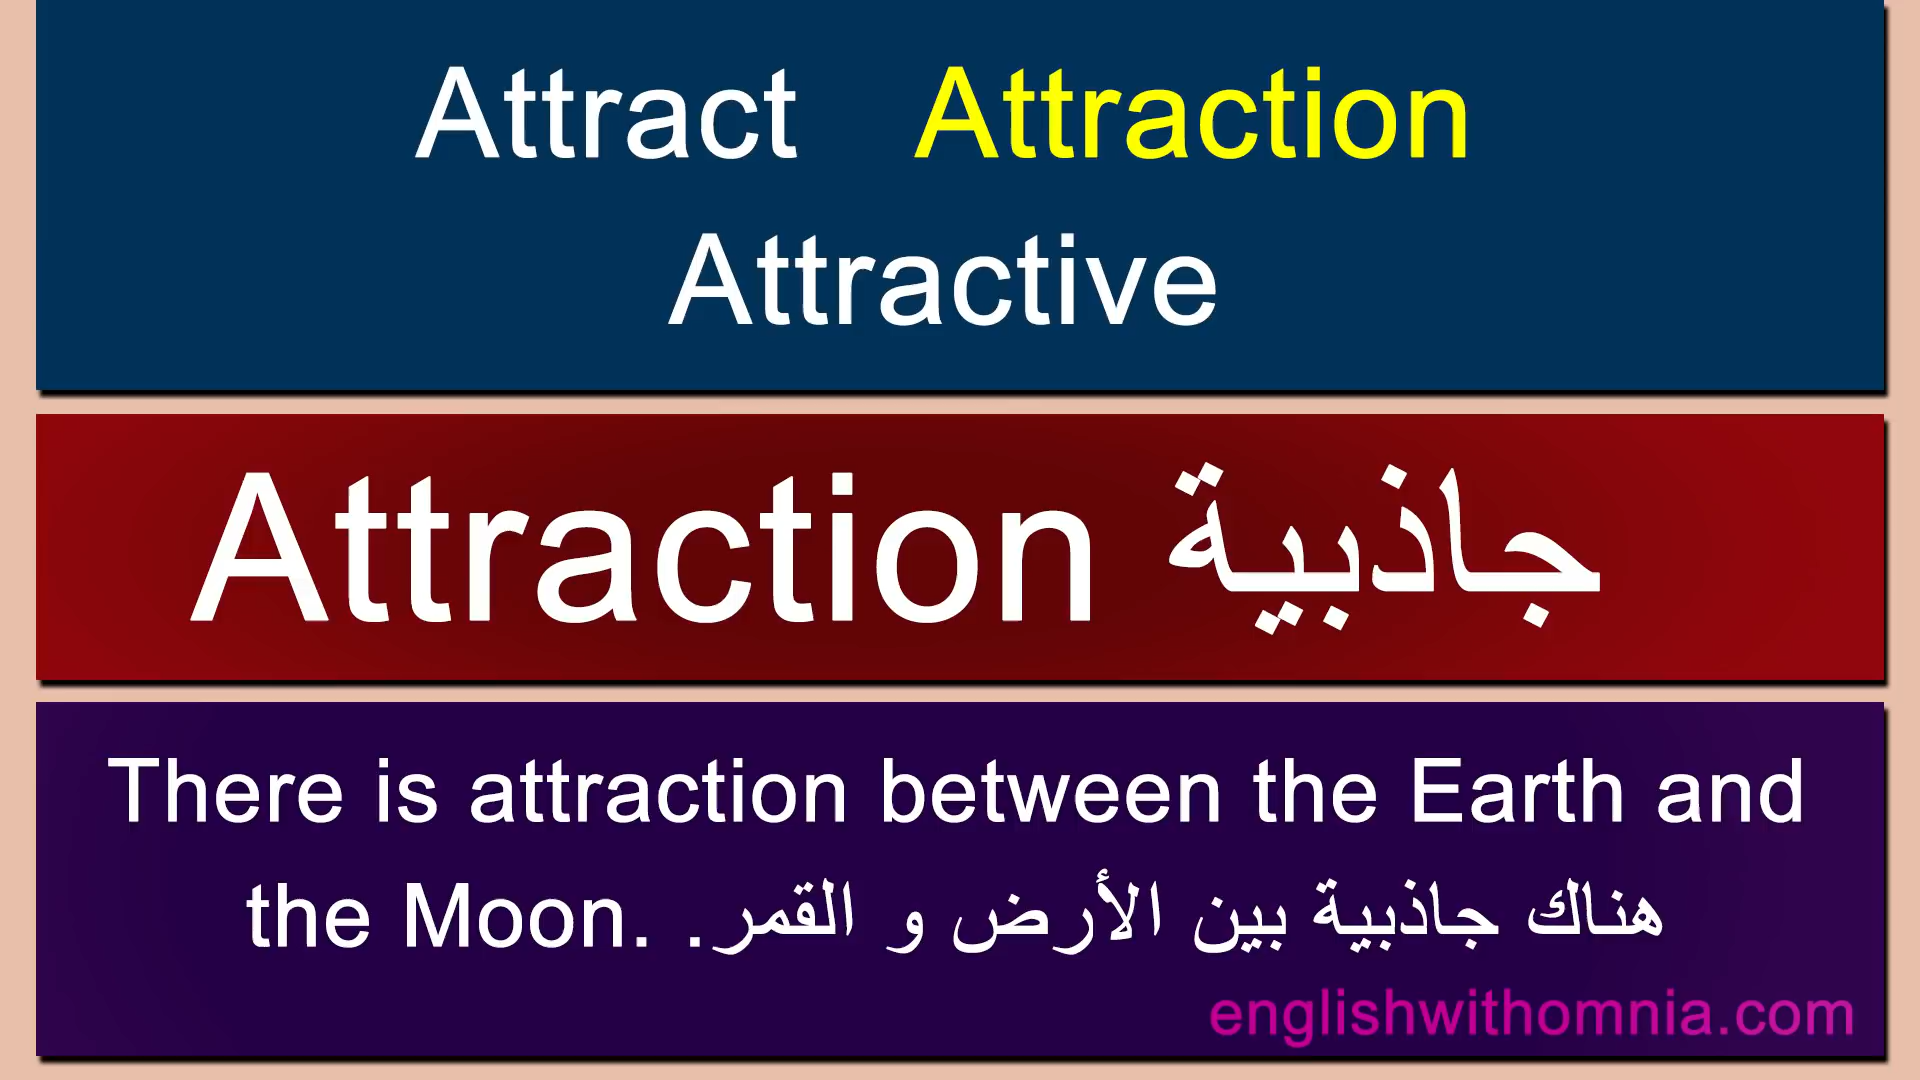 Attract Attraction
Attractive
Attraction جاذبية
There is attraction between the Earth and
the Moon. هناك جاذبية بين الأرض و القمر.
englishwithomnia.com